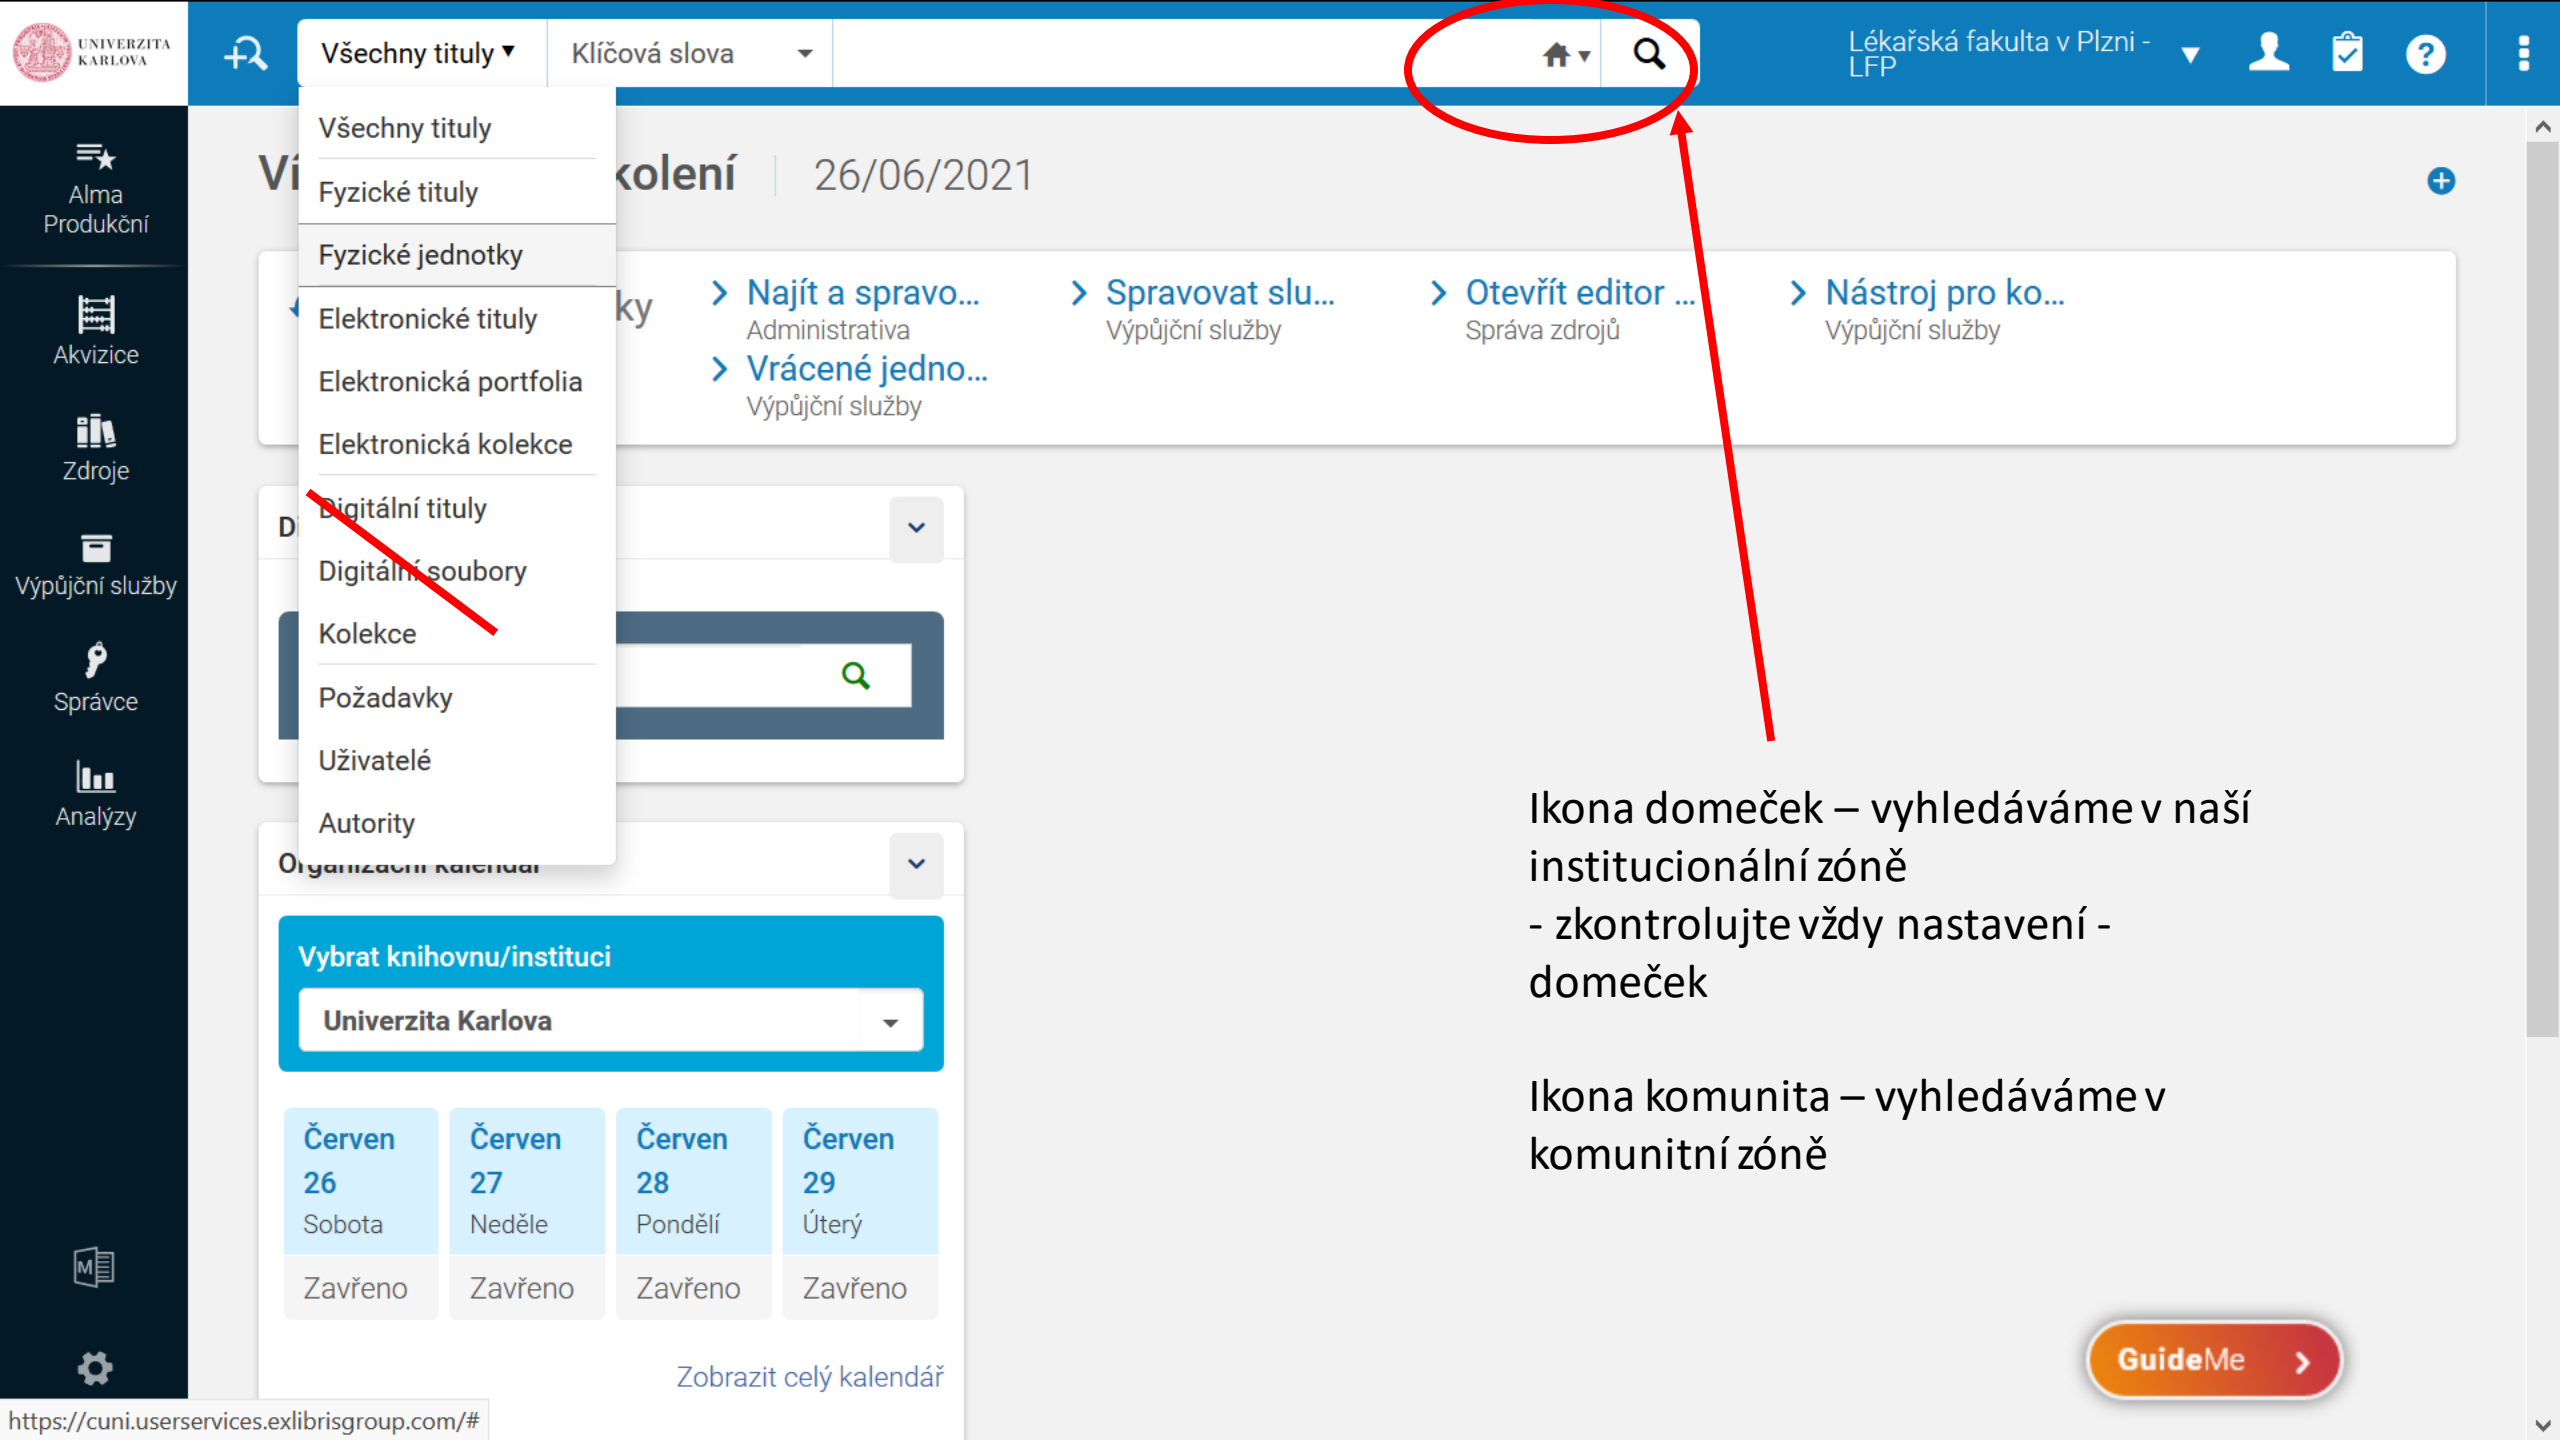 UNIVERZITA
KARLOVA
Všechny tituly
Klíčová slova
Lékařská fakulta v Plzni -
LFP
Alma
Produkční
Akvizice
Zdroje
Výpůjční služby
Správce
Analýzy
Všechny tituly
Fyzické tituly
Fyzické jednotky
Elektronické tituly
Elektronická portfolia
Elektronická kolekce
Digitální tituly
Digitální soubory
Kolekce
Požadavky
Uživatelé
Autority
Ví kolení 26/06/2021
ky
Najít a spravo...
Administrativa
Spravovat slu...
Výpůjční služby
Otevřít editor ...
Správa zdrojů
Nástroj pro ko...
Výpůjční služby
Vrácené jedno...
Výpůjční služby
Organizační kalendář
Vybrat knihovnu/instituci
Univerzita Karlova
Červen
26
Sobota
Zavřeno
Červen
27
Neděle
Zavřeno
Červen
28
Pondělí
Zavřeno
Červen
29
Úterý
Zavřeno
Zobrazit celý kalendář
Ikona domeček – vyhledáváme v naší
institucionální zóně
- zkontrolujte vždy nastavení -
domeček
Ikona komunita – vyhledáváme v
komunitní zóně
GuideMe
https://cuni.userservices.exlibrisgroup.com/#